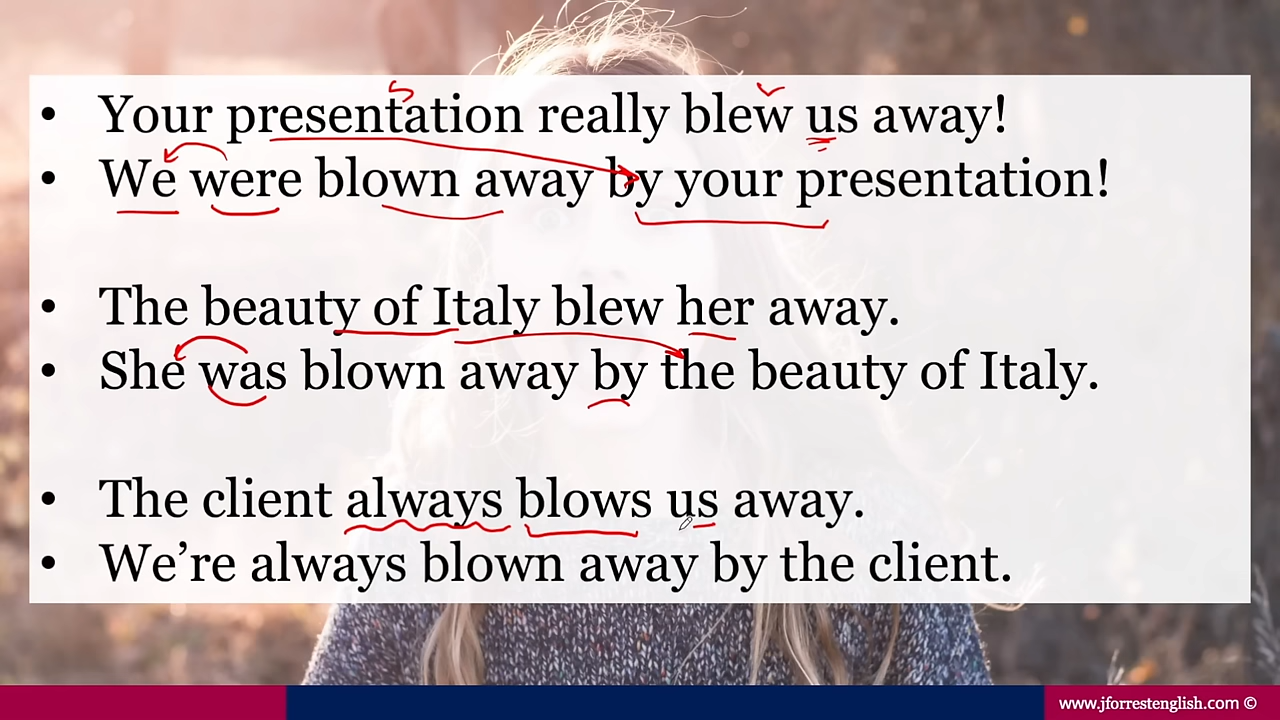 • Your presentation really blew us away!
• We were blown away by your presentation!
• The beauty of Italy blew her away.
• She was blown away by the beauty of Italy.
• The client always blows us away.
• We’re always blown away by the client.
www.jforrestenglish.com ©